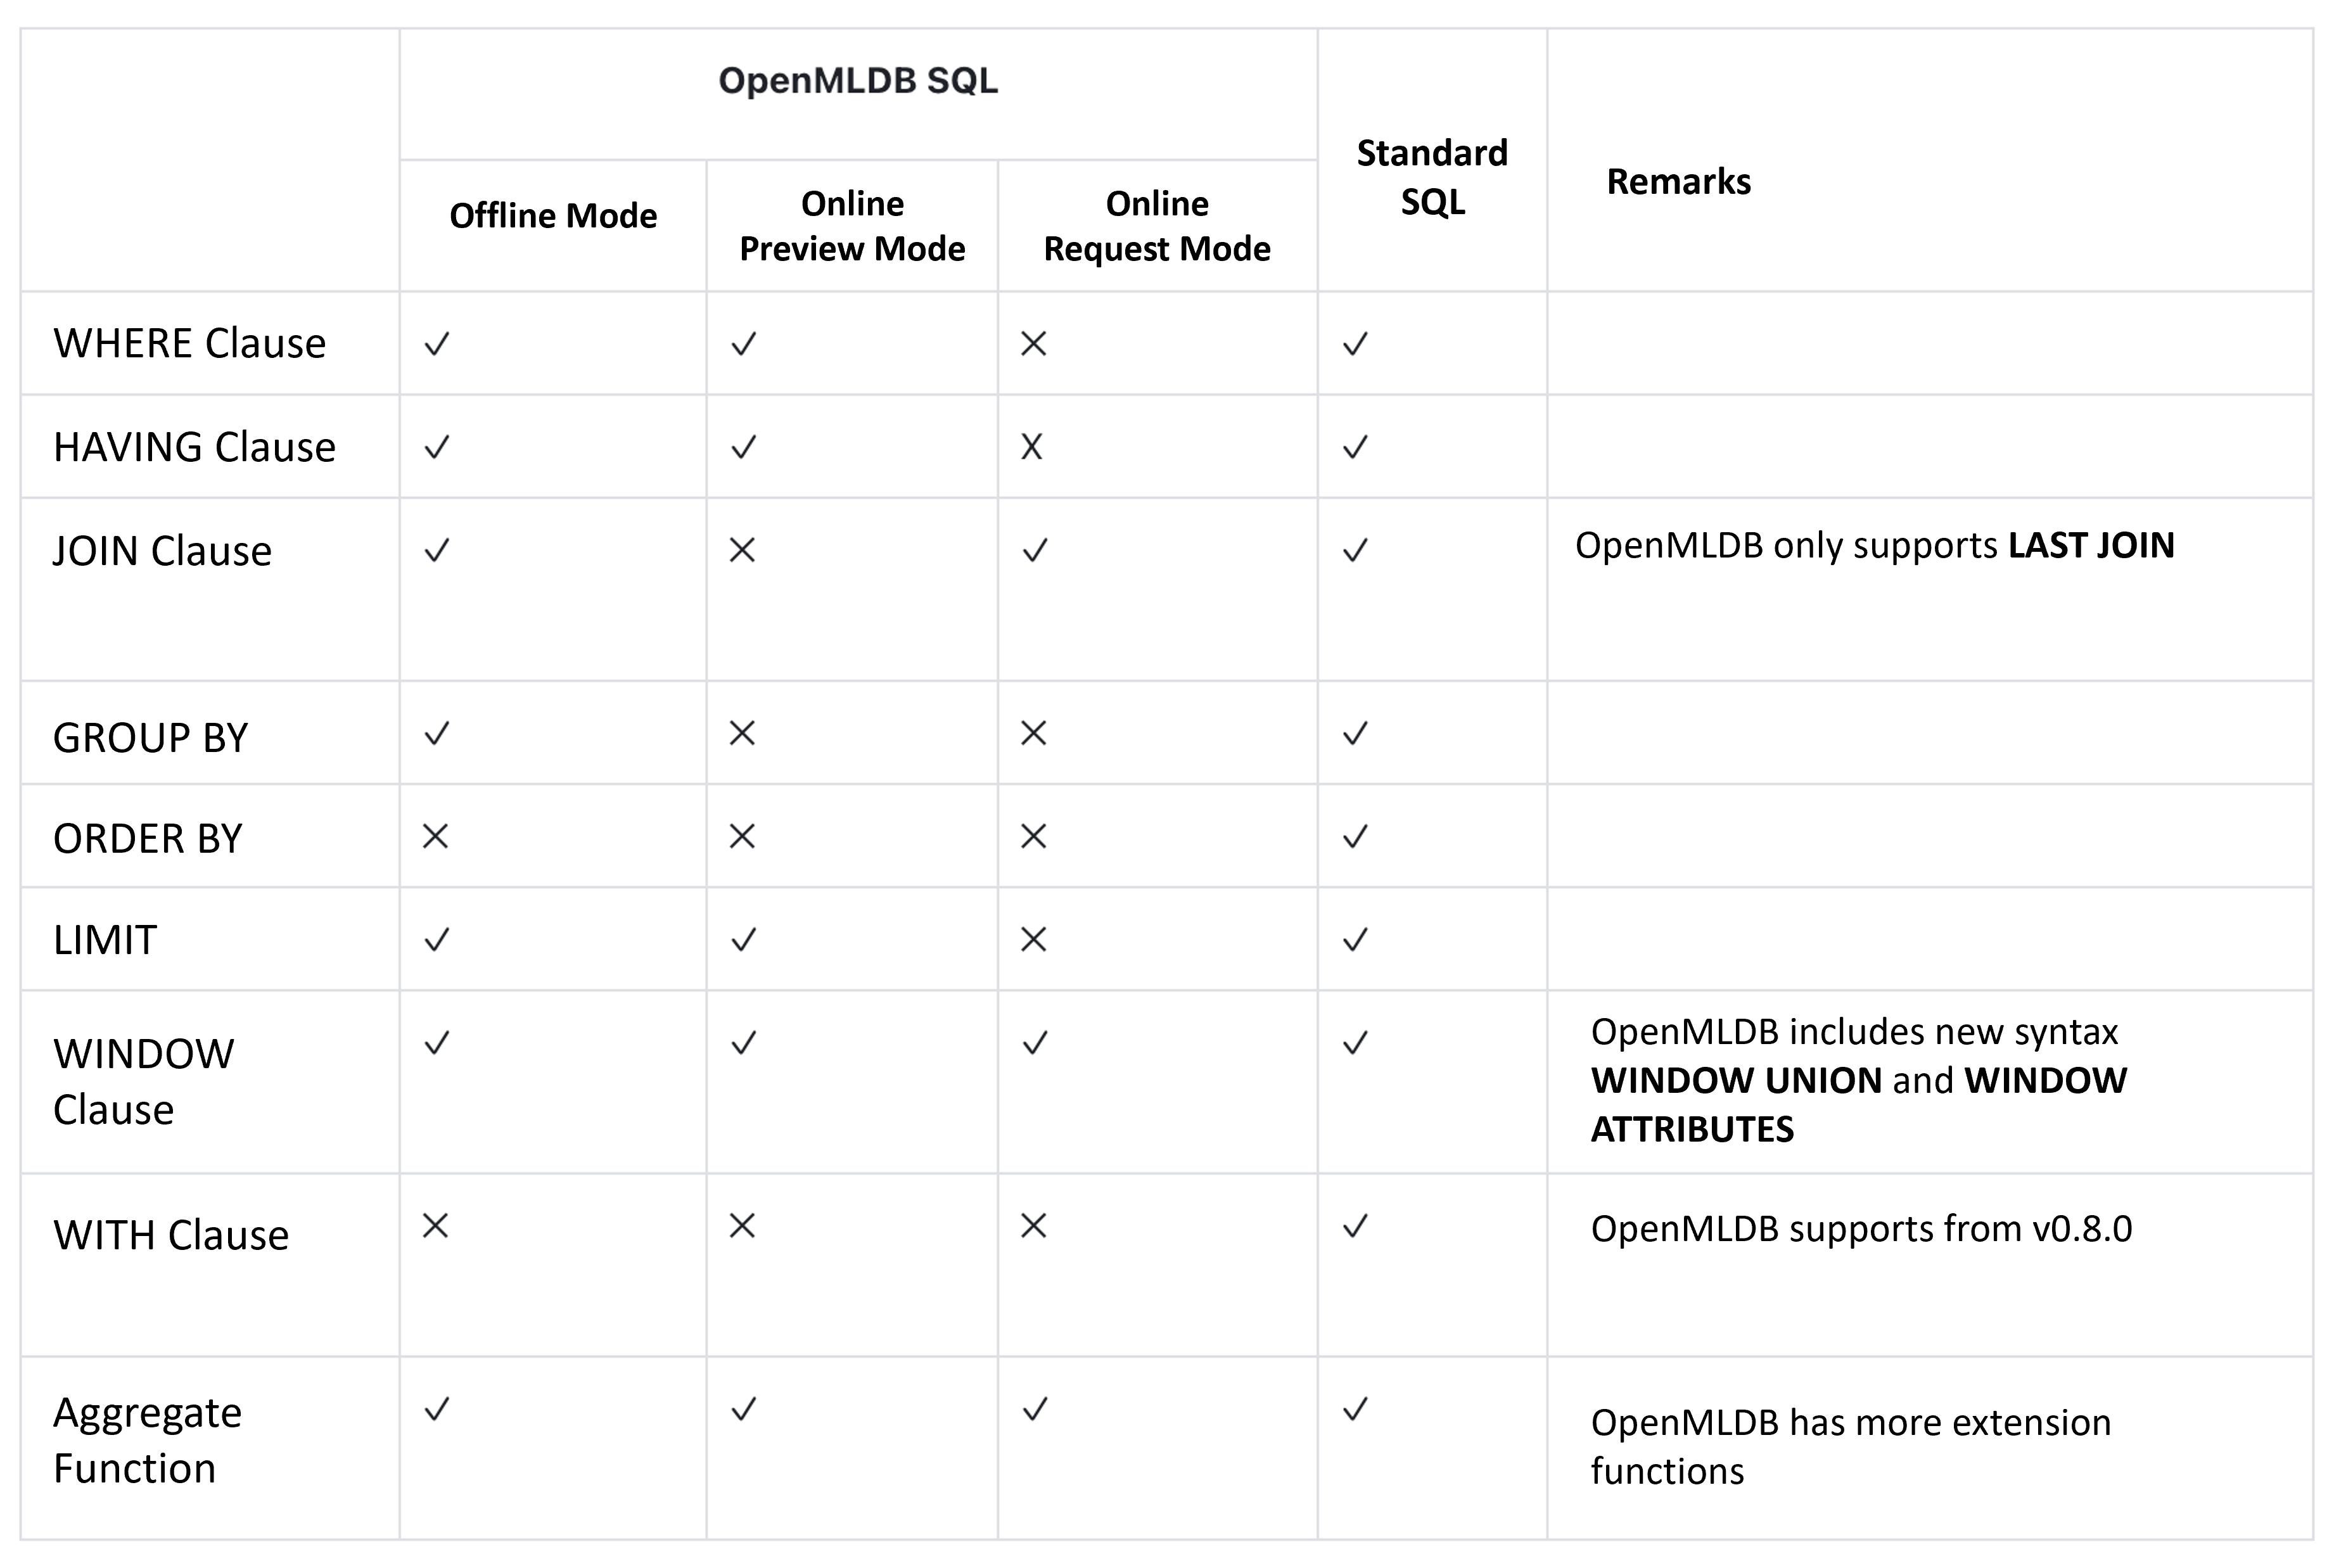 OpenMLDB SQL
Standard
SQL
Remarks
Offline Mode
Online
Preview Mode
Online
Request Mode
WHERE Clause ✓ ✓ ✕ ✓
HAVING Clause ✓ ✓ X ✓
JOIN Clause ✓ ✕ ✓ ✓ OpenMLDB only supports LAST JOIN
GROUP BY ✓ ✕ ✕ ✓
ORDER BY ✕ ✕ ✕ ✓
LIMIT ✓ ✓ ✕ ✓
WINDOW
Clause
✓ ✓ ✓ ✓
OpenMLDB includes new syntax
WINDOW UNION and WINDOW
ATTRIBUTES
WITH Clause ✕ ✕ ✕ ✓ OpenMLDB supports from v0.8.0
Aggregate
Function
✓ ✓ ✓ ✓
OpenMLDB has more extension
functions